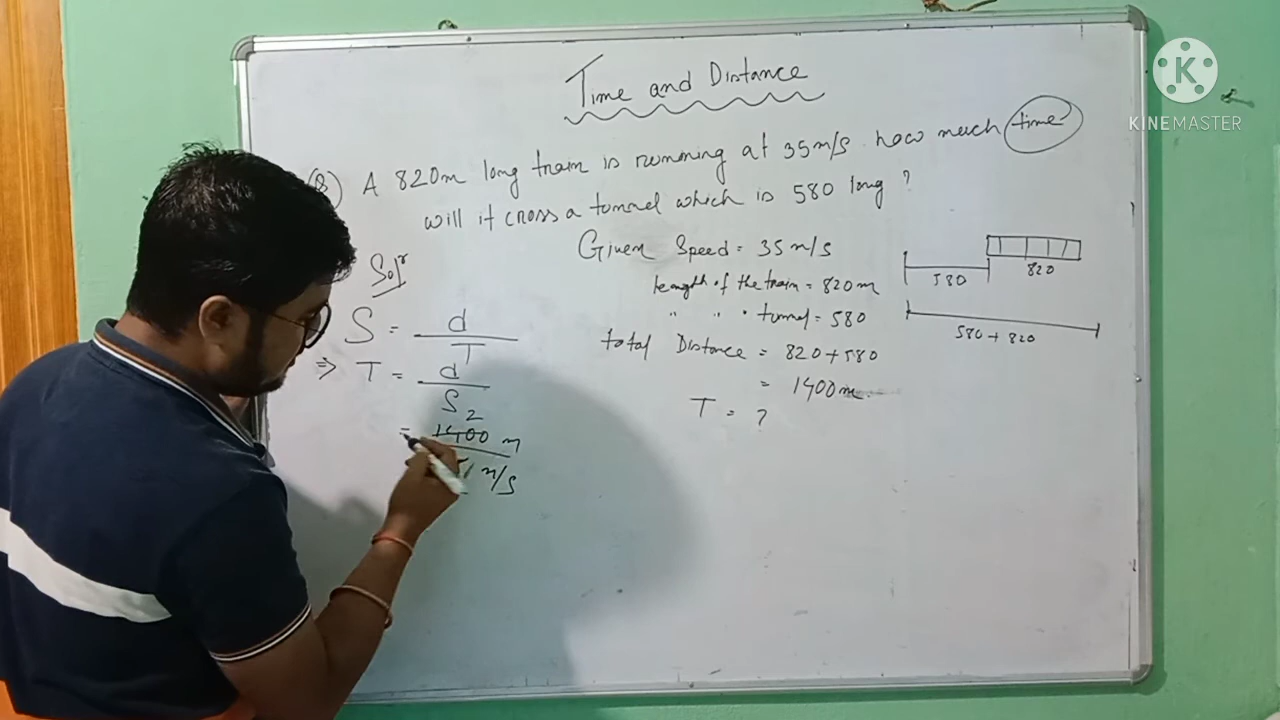 Time and Distance
KINEMASTER
8) A 820m long train is running at 35m/s. how much time
will it cross a tunnel which is 580 long?
Soln
S = d/T
⇒ T = d/S
2
= 1400 m
m/s
Given Speed = 35m/s
length of the train = 820m
" " " tunnel = 580
total Distance = 820+580
= 1400m.
T = ?
580
820
580 + 820